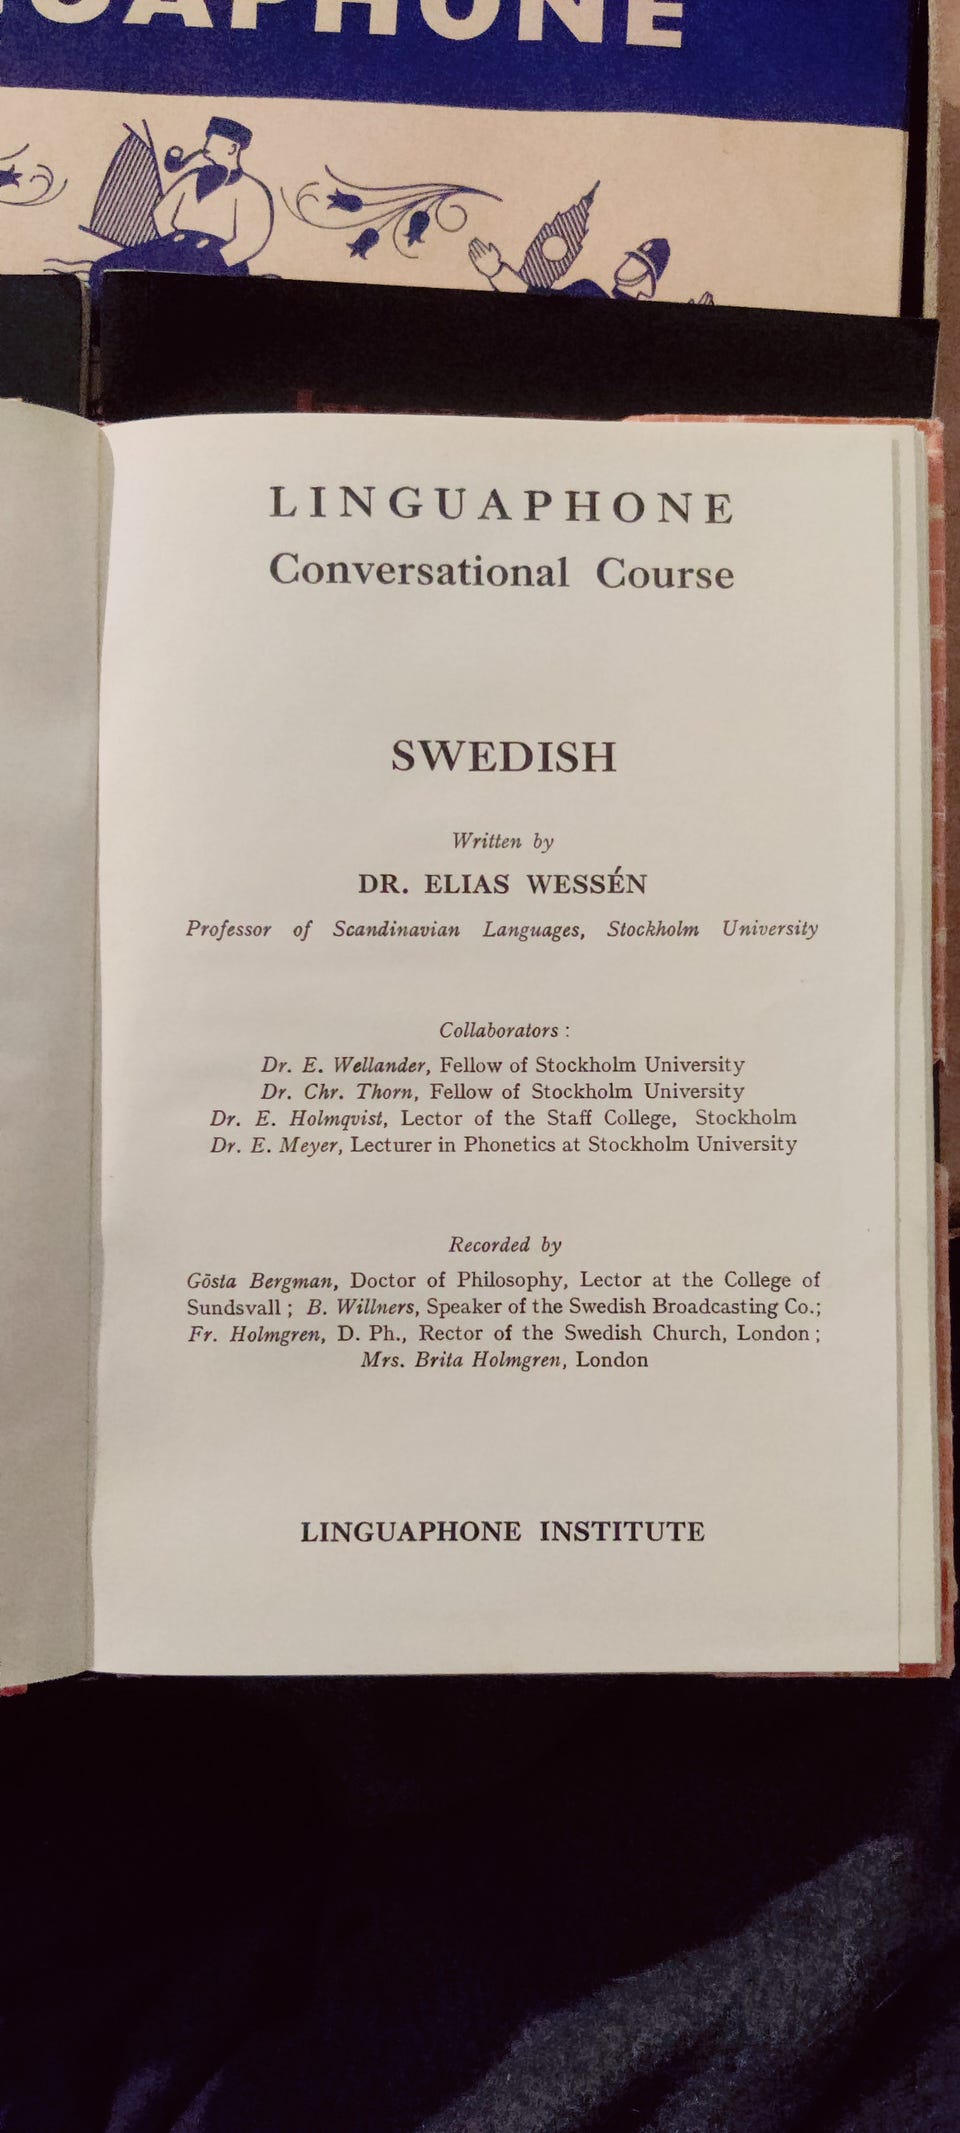 LINGUAPHONE
Conversational Course
SWEDISH
Written by
DR. ELIAS WESSÉN
Professor of Scandinavian Languages, Stockholm University
Collaborators :
Dr. E. Wellander, Fellow of Stockholm University
Dr. Chr. Thorn, Fellow of Stockholm University
Dr. E. Holmqvist, Lector of the Staff College, Stockholm
Dr. E. Meyer, Lecturer in Phonetics at Stockholm University
Recorded by
Gösta Bergman, Doctor of Philosophy, Lector at the College of
Sundsvall ; B. Willners, Speaker of the Swedish Broadcasting Co.;
Fr. Holmgren, D. Ph., Rector of the Swedish Church, London ;
Mrs. Brita Holmgren, London
LINGUAPHONE INSTITUTE